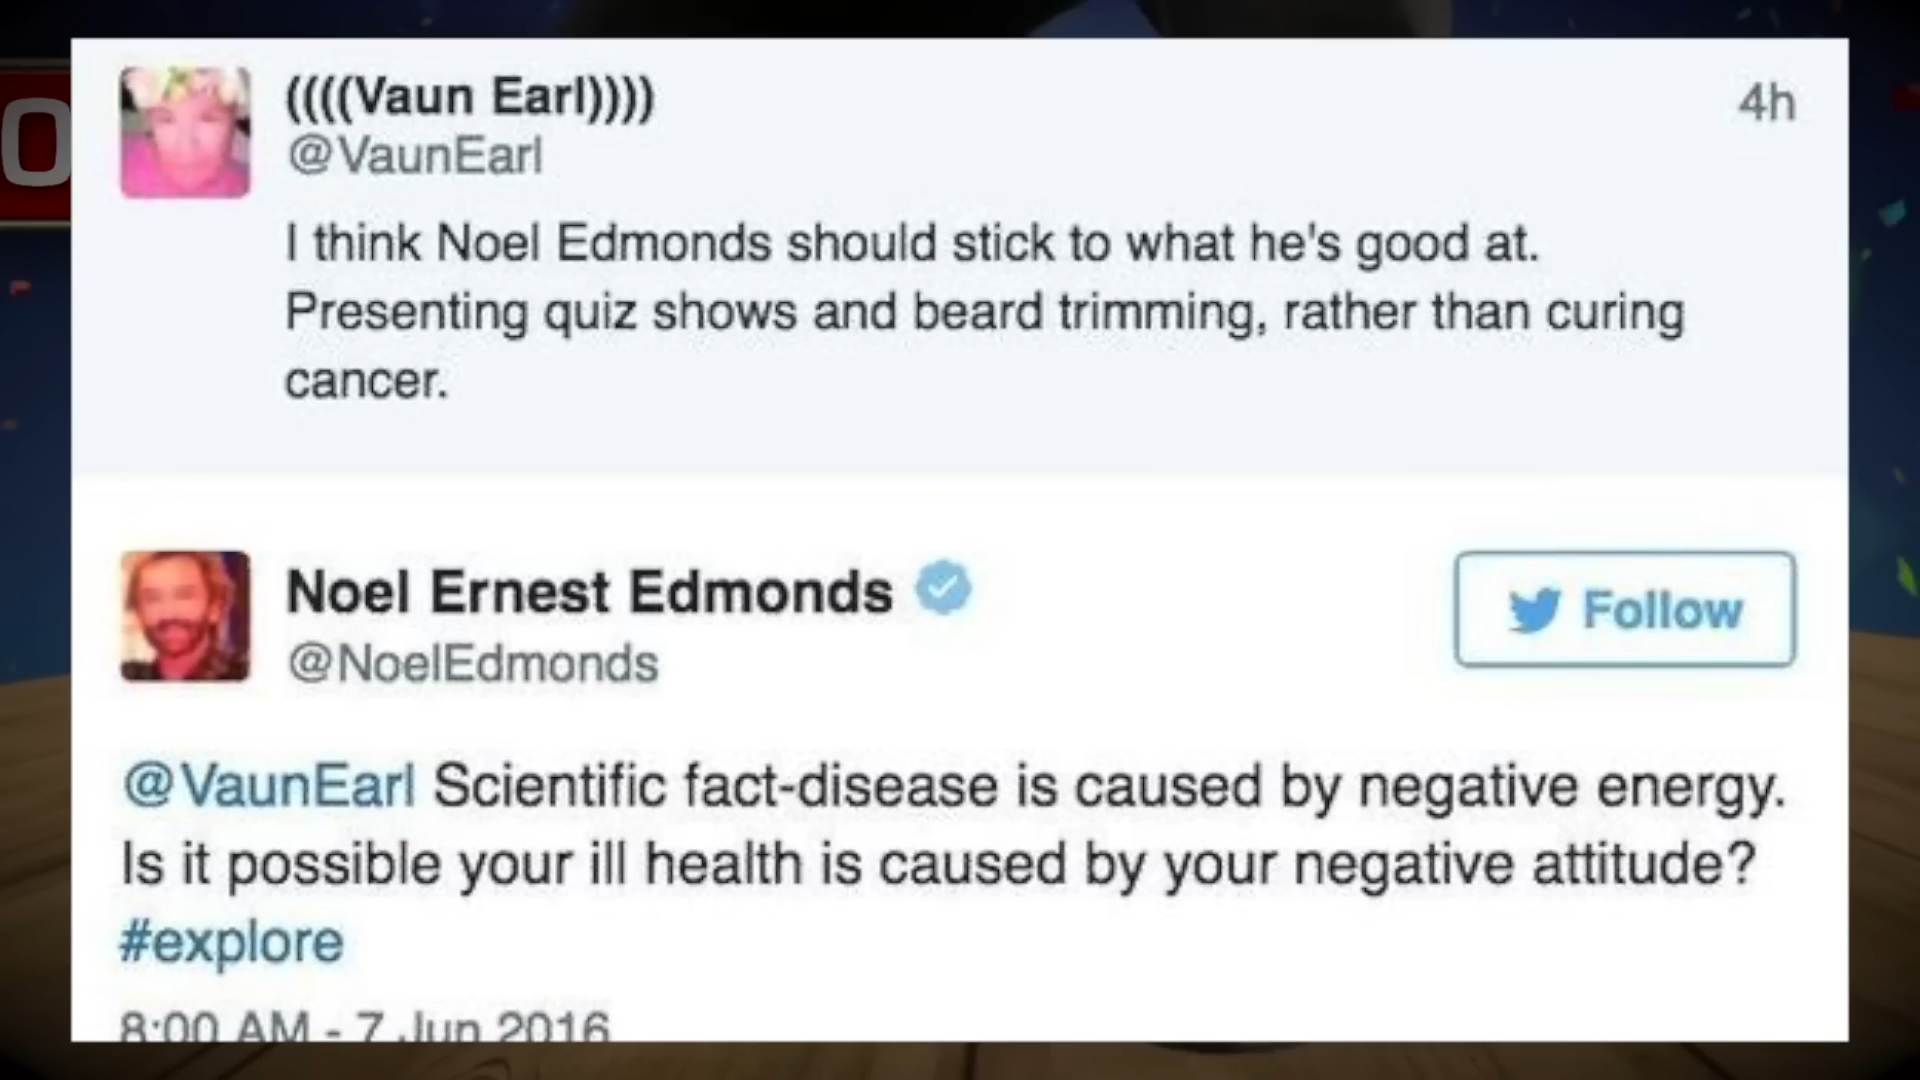 ((((Vaun Earl))))
4h
@VaunEarl
I think Noel Edmonds should stick to what he's good at.
Presenting quiz shows and beard trimming, rather than curing
cancer.
Noel Ernest Edmonds
Follow
@NoelEdmonds
@VaunEarl Scientific fact-disease is caused by negative energy.
Is it possible your ill health is caused by your negative attitude?
#explore
8:00 AM - 7 Jun 2016